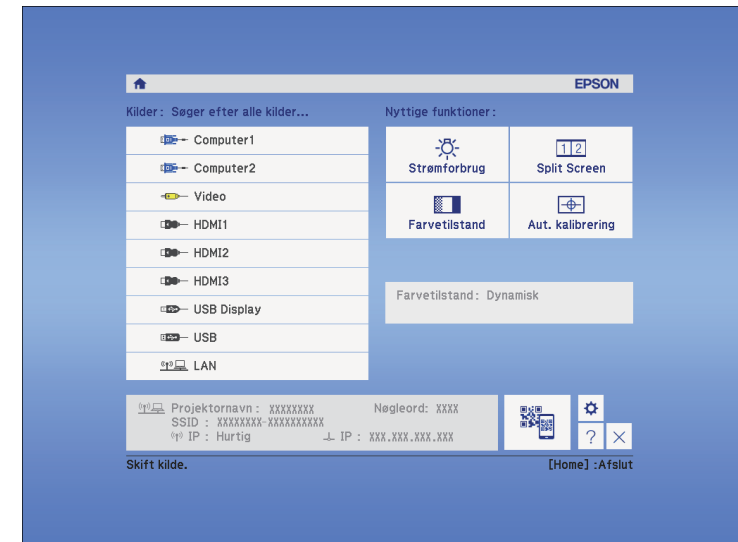 EPSON
Kilder: Søger efter alle kilder...
Computer1
Computer2
Video
HDMI1
HDMI2
HDMI3
USB Display
USB
LAN
Nyttige funktioner:
Strømforbrug
1 2
Split Screen
Farvetilstand
Aut. kalibrering
Farvetilstand: Dynamisk
Projektornavn: XXXXXXXX Nøgleord: XXXX
SSID : XXXXXXXX-XXXXXXXXXX
IP : Hurtig IP : XXX.XXX.XXX.XXX
?
Skift kilde. [Home] :Afslut